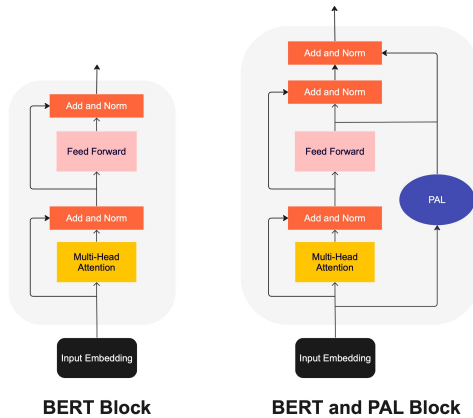 Add and Norm
Feed Forward
Add and Norm
Multi-Head
Attention
Input Embedding
BERT Block
Add and Norm
Add and Norm
Feed Forward
PAL
Add and Norm
Multi-Head
Attention
Input Embedding
BERT and PAL Block